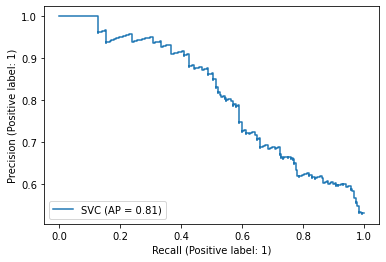 1.0
0.9
0.8
0.7
0.6
Precision (Positive label: 1)
SVC (AP = 0.81)
0.0 0.2 0.4 0.6 0.8 1.0
Recall (Positive label: 1)